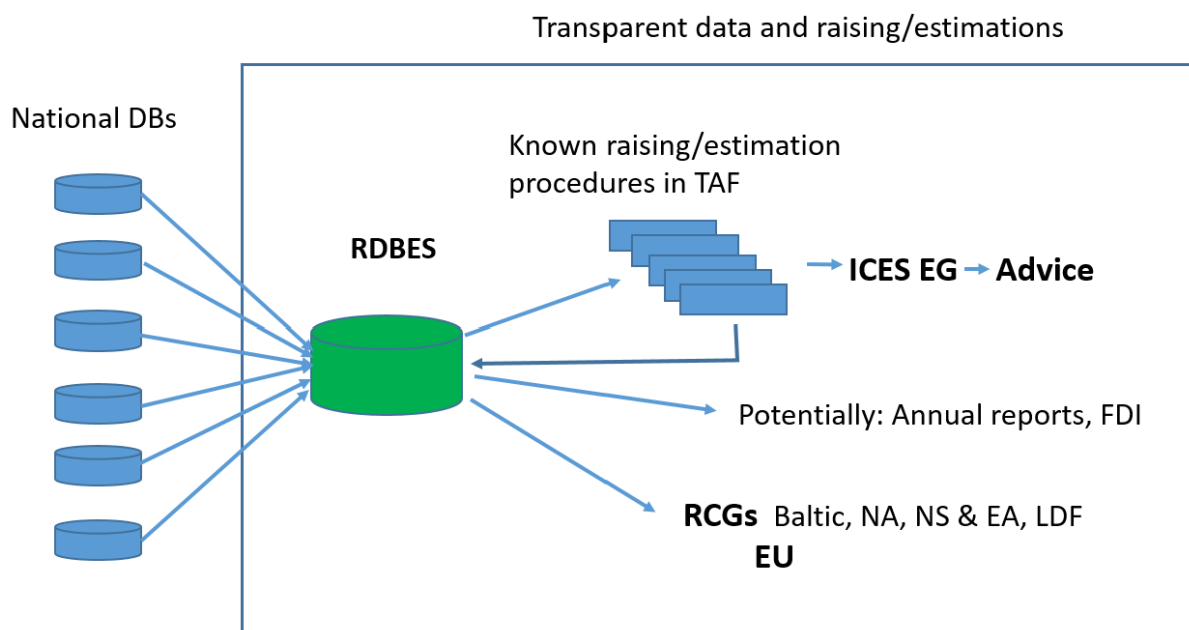 Transparent data and raising/estimations
National DBs
Known raising/estimation
procedures in TAF
RDBES
ICES EG
Advice
Potentially: Annual reports, FDI
RCGs Baltic, NA, NS & EA, LDF
EU